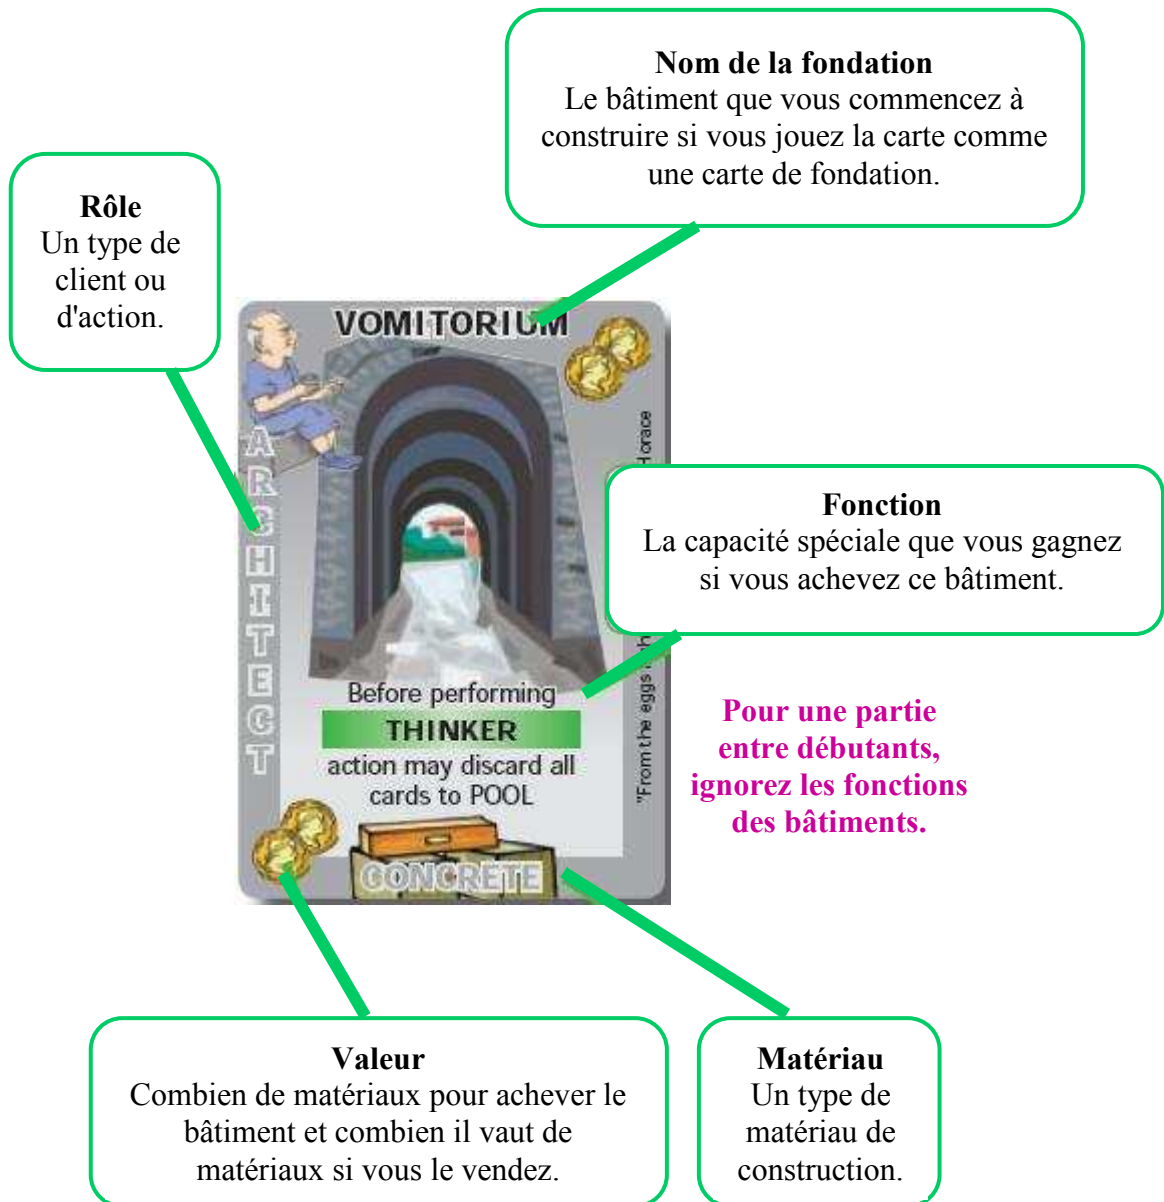 Nom de la fondation
Le bâtiment que vous commencez à
construire si vous jouez la carte comme
une carte de fondation.
Rôle
Un type de
client ou
d'action.
VOMITORIUM
ARCHITECT
Horace
Fonction
La capacité spéciale que vous gagnez
si vous achevez ce bâtiment.
"From the eggs
Before performing
THINKER
action may discard all
cards to POOL
CONCRETE
Pour une partie
entre débutants,
ignorez les fonctions
des bâtiments.
Valeur
Combien de matériaux pour achever le
bâtiment et combien il vaut de
matériaux si vous le vendez.
Matériau
Un type de
matériau de
construction.